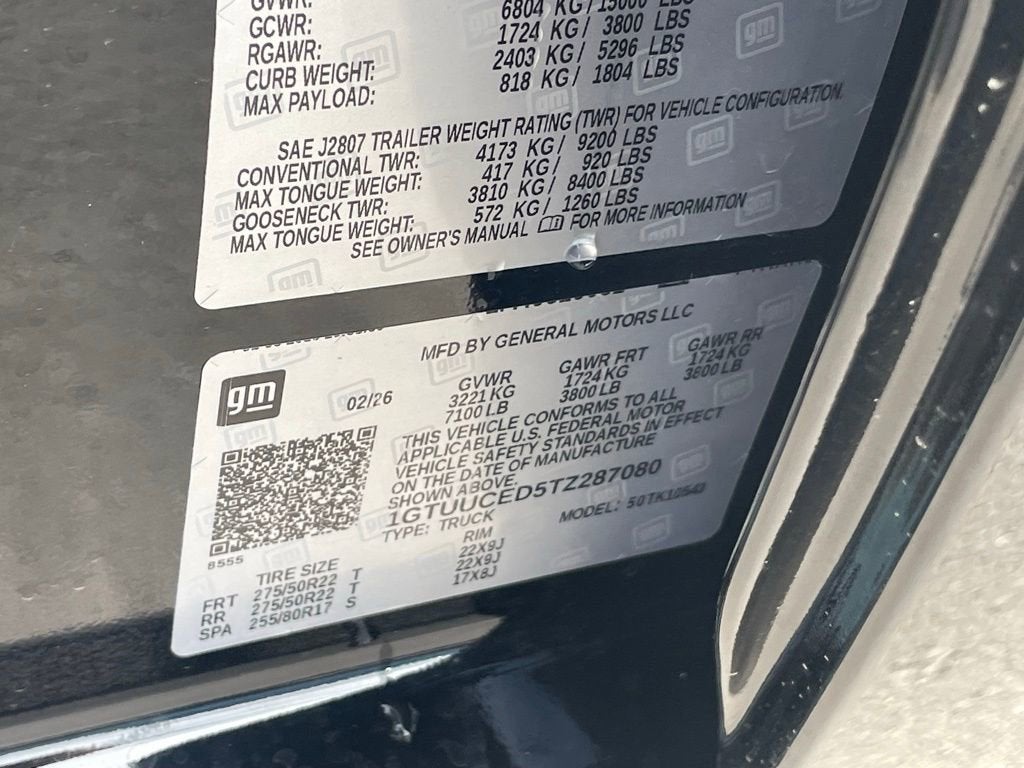 GVWR:
GCWR: 6804 KG/ 15000 LBS
RGAWR: 1724 KG / 3800 LBS
CURB WEIGHT: 2403 KG / 5296 LBS
MAX PAYLOAD: 818 KG / 1804 LBS
SAE J2807 TRAILER WEIGHT RATING (TWR) FOR VEHICLE CONFIGURATION.
CONVENTIONAL TWR: 4173 KG / 9200 LBS
MAX TONGUE WEIGHT: 417 KG / 920 LBS
GOOSENECK TWR: 3810 KG / 8400 LBS
MAX TONGUE WEIGHT: 572 KG / 1260 LBS
SEE OWNER'S MANUAL FOR MORE INFORMATION
MFD BY GENERAL MOTORS LLC
gm
02/26
GVWR GAWR FRT GAWR RR
3221 KG 1724 KG 1724 KG
7100 LB 3800 LB 3800 LB
THIS VEHICLE CONFORMS TO ALL
APPLICABLE U.S. FEDERAL MOTOR
VEHICLE SAFETY STANDARDS IN EFFECT
ON THE DATE OF MANUFACTURE
SHOWN ABOVE.
1GTUUCED5TZ287080
TYPE: TRUCK MODEL: 50TK10543
8555
TIRE SIZE RIM
FRT 275/50R22 T 22X9J
RR 275/50R22 T 22X9J
SPA 255/80R17 S 17X8J